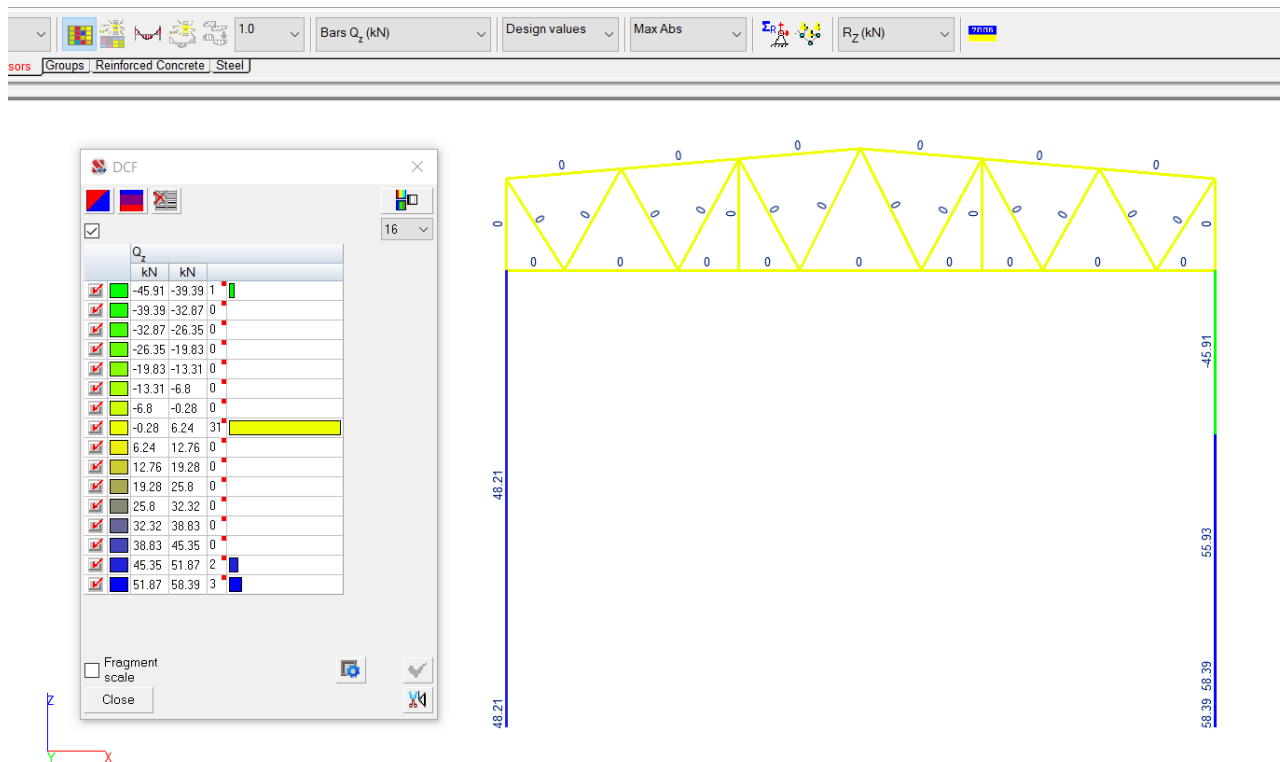 1.0 Bars Qz (kN) Design values Max Abs ΣR RZ (kN) 2006
sors Groups Reinforced Concrete Steel
DCF
16
Qz
kN kN
-45.91 -39.39 1
-39.39 -32.87 0
-32.87 -26.35 0
-26.35 -19.83 0
-19.83 -13.31 0
-13.31 -6.8 0
-6.8 -0.28 0
-0.28 6.24 31
6.24 12.76 0
12.76 19.28 0
19.28 25.8 0
25.8 32.32 0
32.32 38.83 0
38.83 45.35 0
45.35 51.87 2
51.87 58.39 3
Fragment
scale
Close
Z
Y X
0 0 0 0 0 0
0 0 0 0 0 0 0 0 0 0 0 0 0 0 0 0
0 0 0 0 0 0 0 0 0
-45.91
48.21
55.93
58.39
48.21
58.39